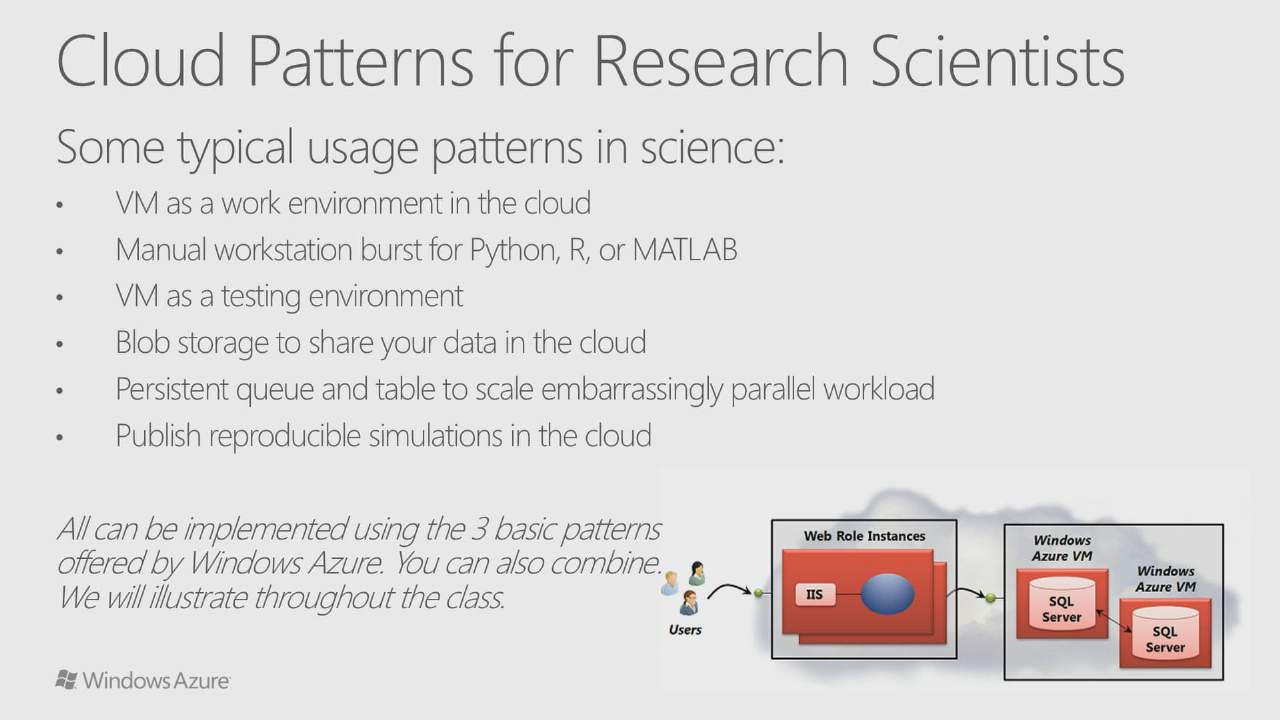 Cloud Patterns for Research Scientists
Some typical usage patterns in science:
• VM as a work environment in the cloud
• Manual workstation burst for Python, R, or MATLAB
• VM as a testing environment
• Blob storage to share your data in the cloud
• Persistent queue and table to scale embarrassingly parallel workload
• Publish reproducible simulations in the cloud
All can be implemented using the 3 basic patterns
offered by Windows Azure. You can also combine.
We will illustrate throughout the class.
Users
Web Role Instances
IIS
Windows
Azure VM
SQL
Server
Windows
Azure VM
SQL
Server
Windows Azure